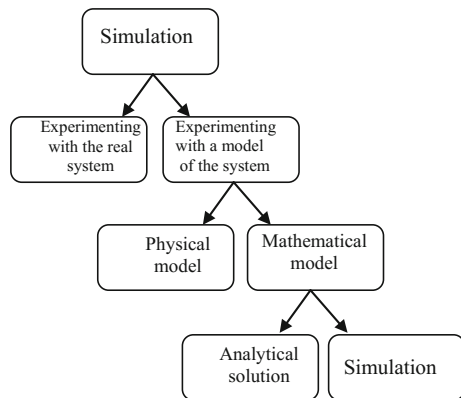 Simulation
Experimenting
with the real
system
Experimenting
with a model
of the system
Physical
model
Mathematical
model
Analytical
solution
Simulation